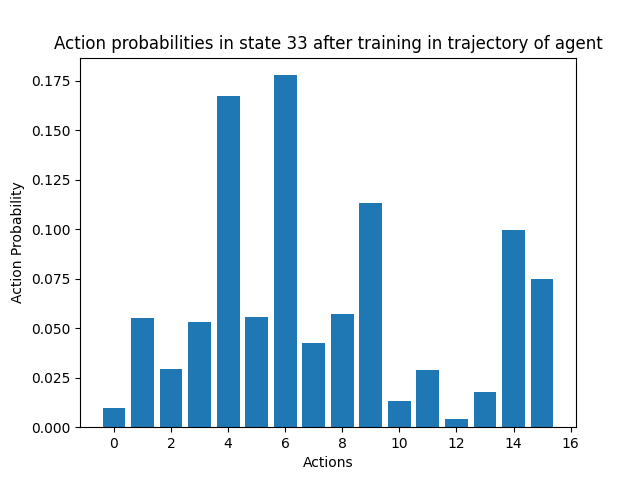 Action probabilities in state 33 after training in trajectory of agent
0.175
0.150
0.125
0.100
0.075
0.050
0.025
0.000
Action Probability
0 2 4 6 8 10 12 14 16
Actions